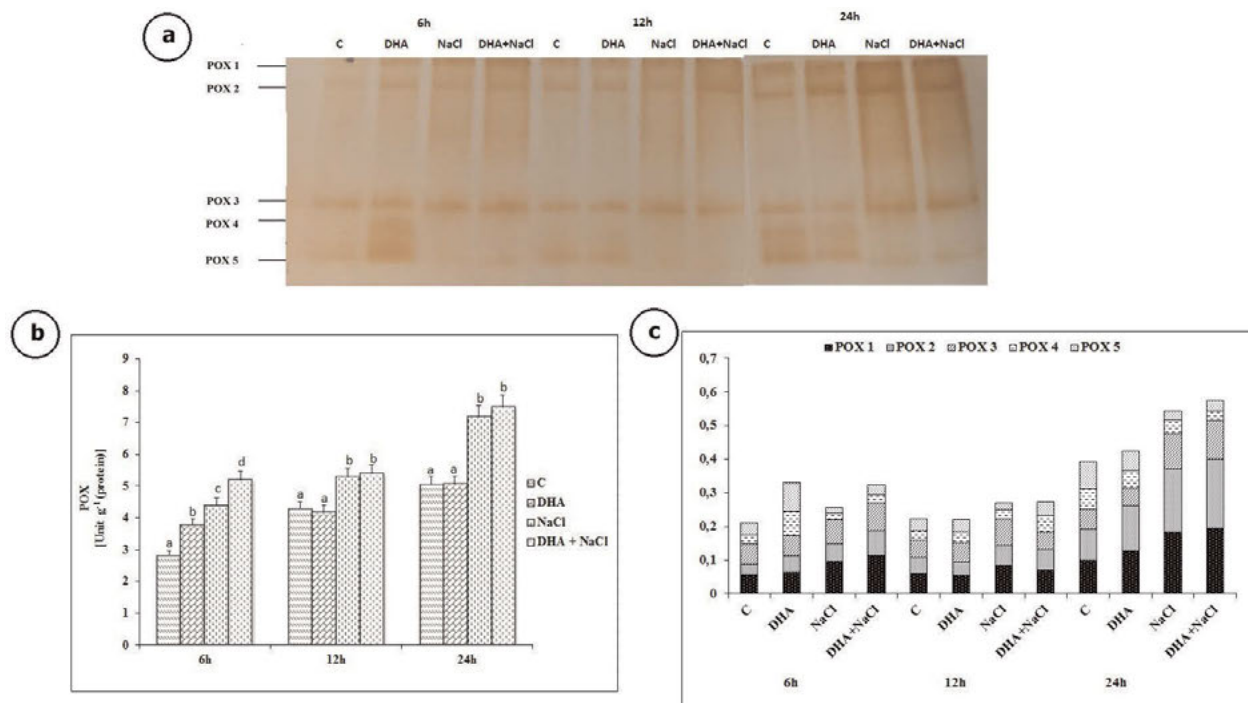 a
6h 12h 24h
C DHA NaCl DHA+NaCl C DHA NaCl DHA+NaCl C DHA NaCl DHA+NaCl
POX 1
POX 2
POX 3
POX 4
POX 5
b
POX
[Unit g⁻¹ (protein)]
9
8
7
6
5
4
3
2
1
0
a b c d
a a b b
a a b b
6h 12h 24h
C
DHA
NaCl
DHA + NaCl
c
POX 1 POX 2 POX 3 POX 4 POX 5
0,7
0,6
0,5
0,4
0,3
0,2
0,1
0
C DHA NaCl DHA+NaCl C DHA NaCl DHA+NaCl C DHA NaCl DHA+NaCl
6h 12h 24h